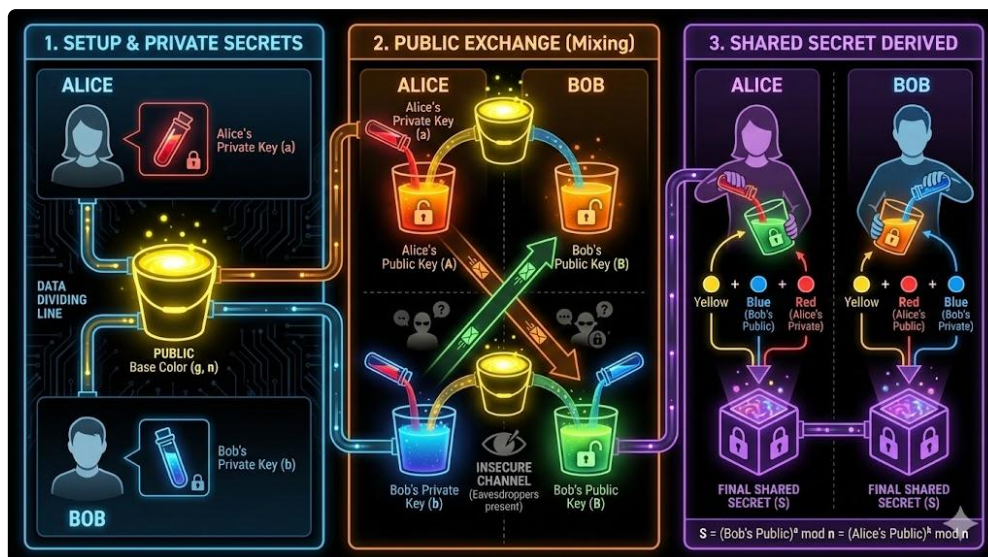 1. SETUP & PRIVATE SECRETS
ALICE
Alice's
Private Key (a)
DATA
DIVIDING
LINE
PUBLIC
Base Color (g, n)
Bob's
Private Key (b)
BOB
2. PUBLIC EXCHANGE (Mixing)
ALICE
BOB
Alice's
Private Key
(a)
Alice's
Public Key (A)
Bob's
Public Key (B)
?
?
Bob's Private
Key (b)
INSECURE
CHANNEL
(Eavesdroppers
present)
Bob's Public
Key (B)
3. SHARED SECRET DERIVED
ALICE
BOB
Yellow + Blue + Red
(Bob's Public) (Alice's Private)
Yellow + Red + Blue
(Alice's Public) (Bob's Private)
FINAL SHARED
SECRET (S)
FINAL SHARED
SECRET (S)
S = (Bob's Public)ᵃ mod n = (Alice's Public)ᵏ mod n